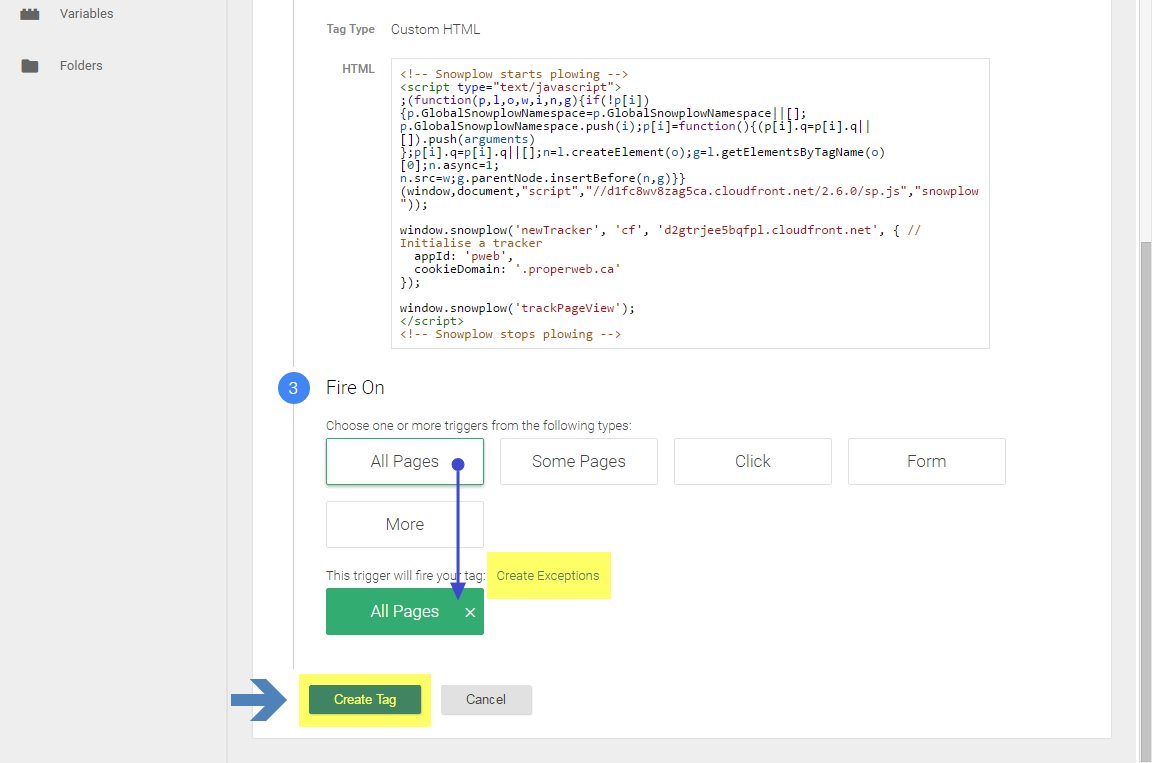 Variables
Folders
Tag Type Custom HTML
HTML
<!-- Snowplow starts plowing -->
<script type="text/javascript">
;(function(p,l,o,w,i,n,g){if(!p[i])
{p.GlobalSnowplowNamespace=p.GlobalSnowplowNamespace||[];
p.GlobalSnowplowNamespace.push(i);p[i]=function(){(p[i].q=p[i].q||
[]).push(arguments)
};p[i].q=p[i].q||[];n=l.createElement(o);g=l.getElementsByTagName(o)
[0];n.async=1;
n.src=w;g.parentNode.insertBefore(n,g)}}
(window,document,"script","//d1fc8wv8zag5ca.cloudfront.net/2.6.0/sp.js","snowplow
"));
window.snowplow('newTracker', 'cf', 'd2gtrjee5bqfpl.cloudfront.net', { //
Initialise a tracker
appId: 'pweb',
cookieDomain: '.properweb.ca'
});
window.snowplow('trackPageView');
</script>
<!-- Snowplow stops plowing -->
3 Fire On
Choose one or more triggers from the following types:
All Pages Some Pages Click Form
More
This trigger will fire your tag: Create Exceptions
All Pages ×
Create Tag Cancel